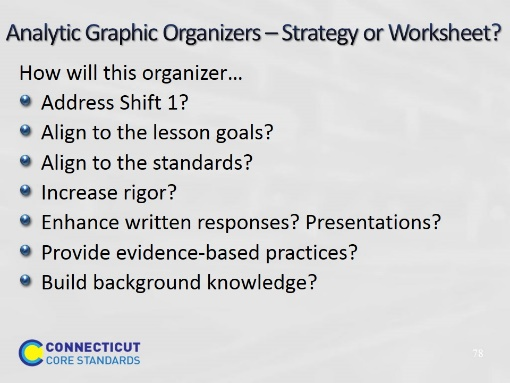 Analytic Graphic Organizers – Strategy or Worksheet?
How will this organizer…
Address Shift 1?
Align to the lesson goals?
Align to the standards?
Increase rigor?
Enhance written responses? Presentations?
Provide evidence-based practices?
Build background knowledge?
CONNECTICUT
CORE STANDARDS
78